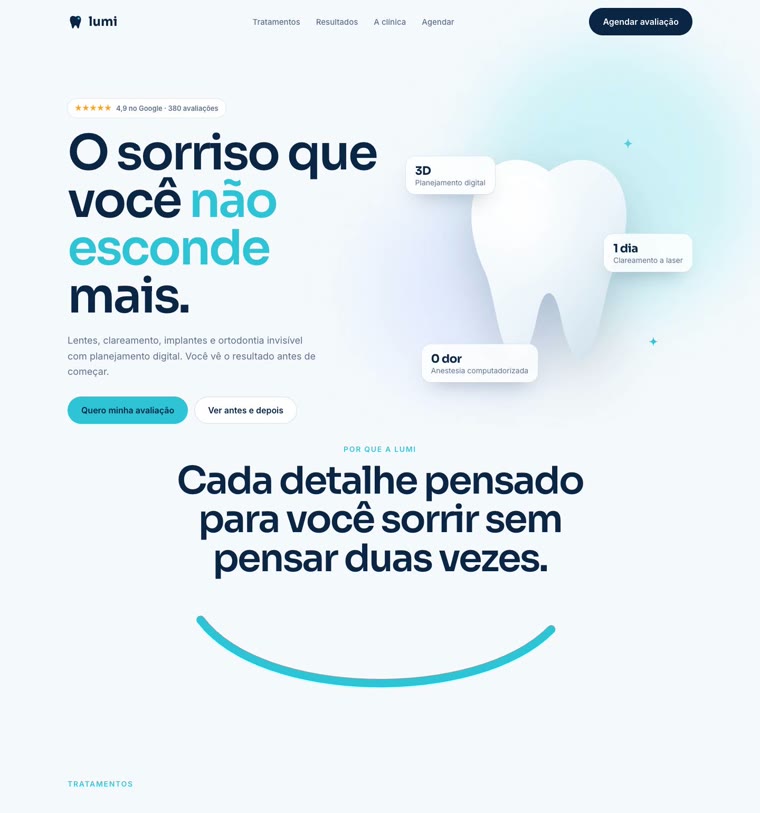 lumi
Tratamentos
Resultados
A clínica
Agendar
Agendar avaliação
★★★★★ 4,9 no Google · 380 avaliações
O sorriso que
você não
esconde
mais.
Lentes, clareamento, implantes e ortodontia invisível
com planejamento digital. Você vê o resultado antes de
começar.
Quero minha avaliação
Ver antes e depois
3D
Planejamento digital
1 dia
Clareamento a laser
0 dor
Anestesia computadorizada
POR QUE A LUMI
Cada detalhe pensado
para você sorrir sem
pensar duas vezes.
TRATAMENTOS